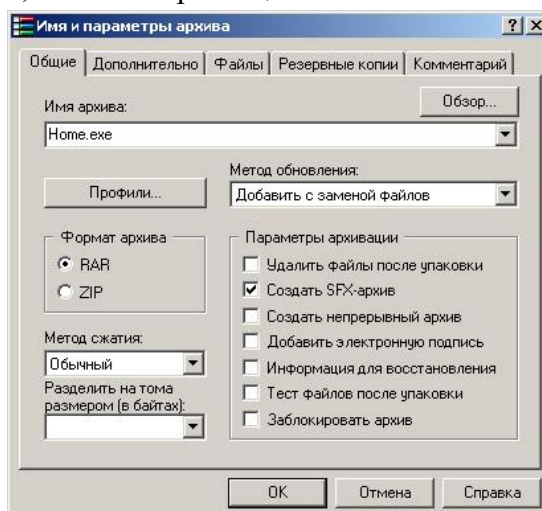 Имя и параметры архива
Общие Дополнительно Файлы Резервные копии Комментарий
Имя архива:
Обзор...
Home.exe
Метод обновления:
Профили...
Добавить с заменой файлов
Формат архива
RAR
ZIP
Метод сжатия:
Обычный
Разделить на тома
размером (в байтах):
Параметры архивации
Удалить файлы после упаковки
Создать SFX-архив
Создать непрерывный архив
Добавить электронную подпись
Информация для восстановления
Тест файлов после упаковки
Заблокировать архив
OK Отмена Справка